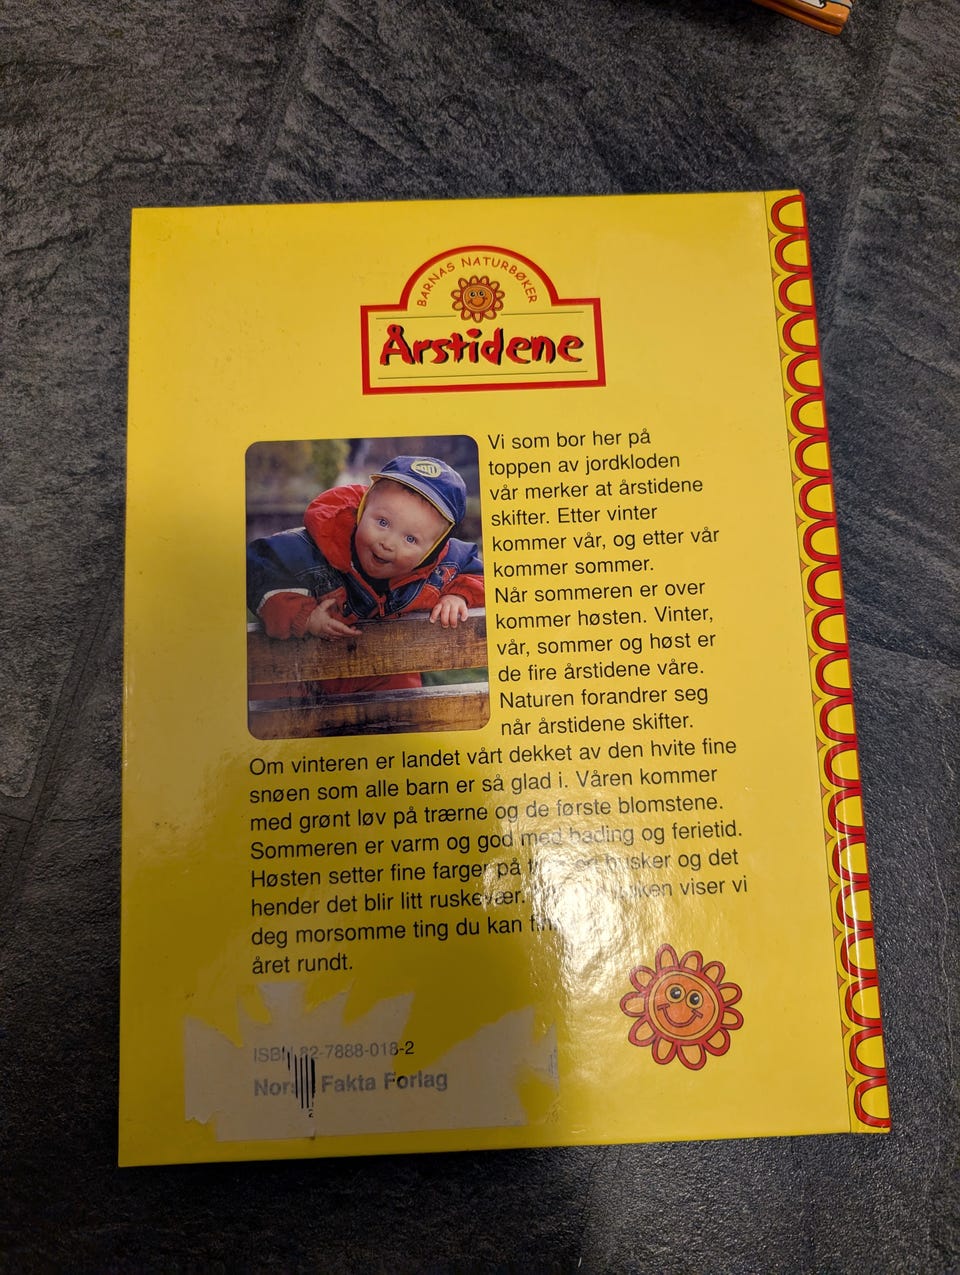 BARNAS NATURBØKER
Årstidene
Vi som bor her på
toppen av jordkloden
vår merker at årstidene
skifter. Etter vinter
kommer vår, og etter vår
kommer sommer.
Når sommeren er over
kommer høsten. Vinter,
vår, sommer og høst er
de fire årstidene våre.
Naturen forandrer seg
når årstidene skifter.
Om vinteren er landet vårt dekket av den hvite fine
snøen som alle barn er så glad i. Våren kommer
med grønt løv på trærne og de første blomstene.
Sommeren er varm og god med bading og ferietid.
Høsten setter fine farger på og busker og det
hender det blir litt ruskevær. viser vi
deg morsomme ting du kan
året rundt.
ISBN 82-7888-018-2
Norsk Fakta Forlag